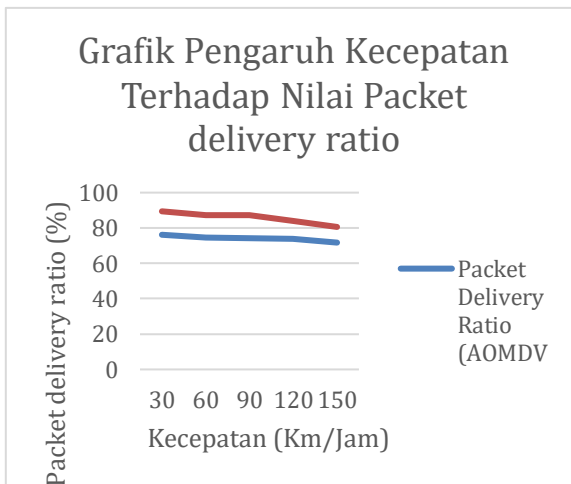 Grafik Pengaruh Kecepatan
Terhadap Nilai Packet
delivery ratio
Packet delivery ratio (%)
100
80
60
40
20
0
30 60 90 120 150
Kecepatan (Km/Jam)
Packet
Delivery
Ratio
(AOMDV